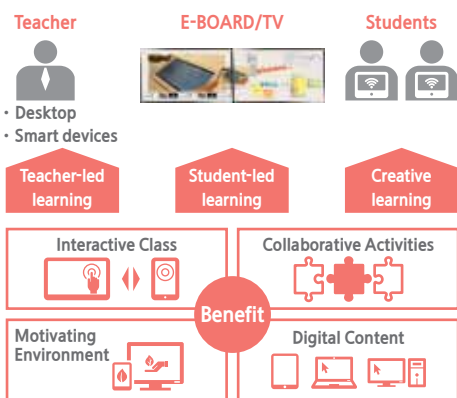 Teacher
E-BOARD/TV
Students
· Desktop
· Smart devices
Teacher-led
learning
Student-led
learning
Creative
learning
Interactive Class
Collaborative Activities
Benefit
Motivating
Environment
Digital Content